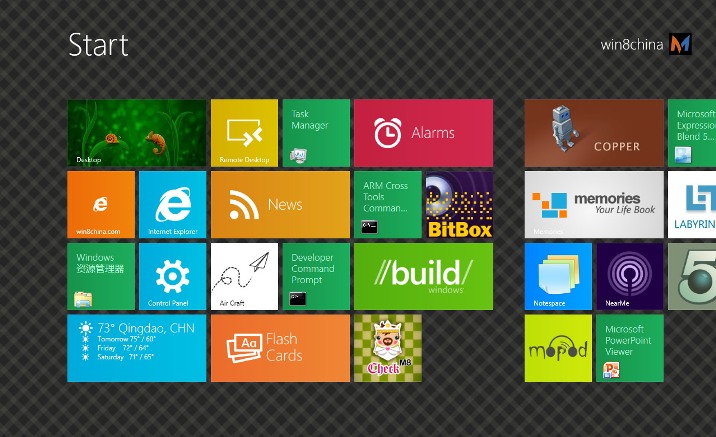 Start
win8china
Desktop
Remote Desktop
Task
Manager
Alarms
COPPER
Microsoft
Expression
Blend 5...
win8china.com
Internet Explorer
News
ARM Cross
Tools
Comman...
BitBox
memories
Your Life Book
Memories
LABYRIN
Windows
资源管理器
Control Panel
Air Craft
Developer
Command
Prompt
//build/
windows
Notespace
NearMe
5
73° Qingdao, CHN
Tomorrow 75° / 60°
Friday 72° / 64°
Saturday 71° / 65°
Aa
Flash
Cards
Check M8
mopod
Microsoft
PowerPoint
Viewer